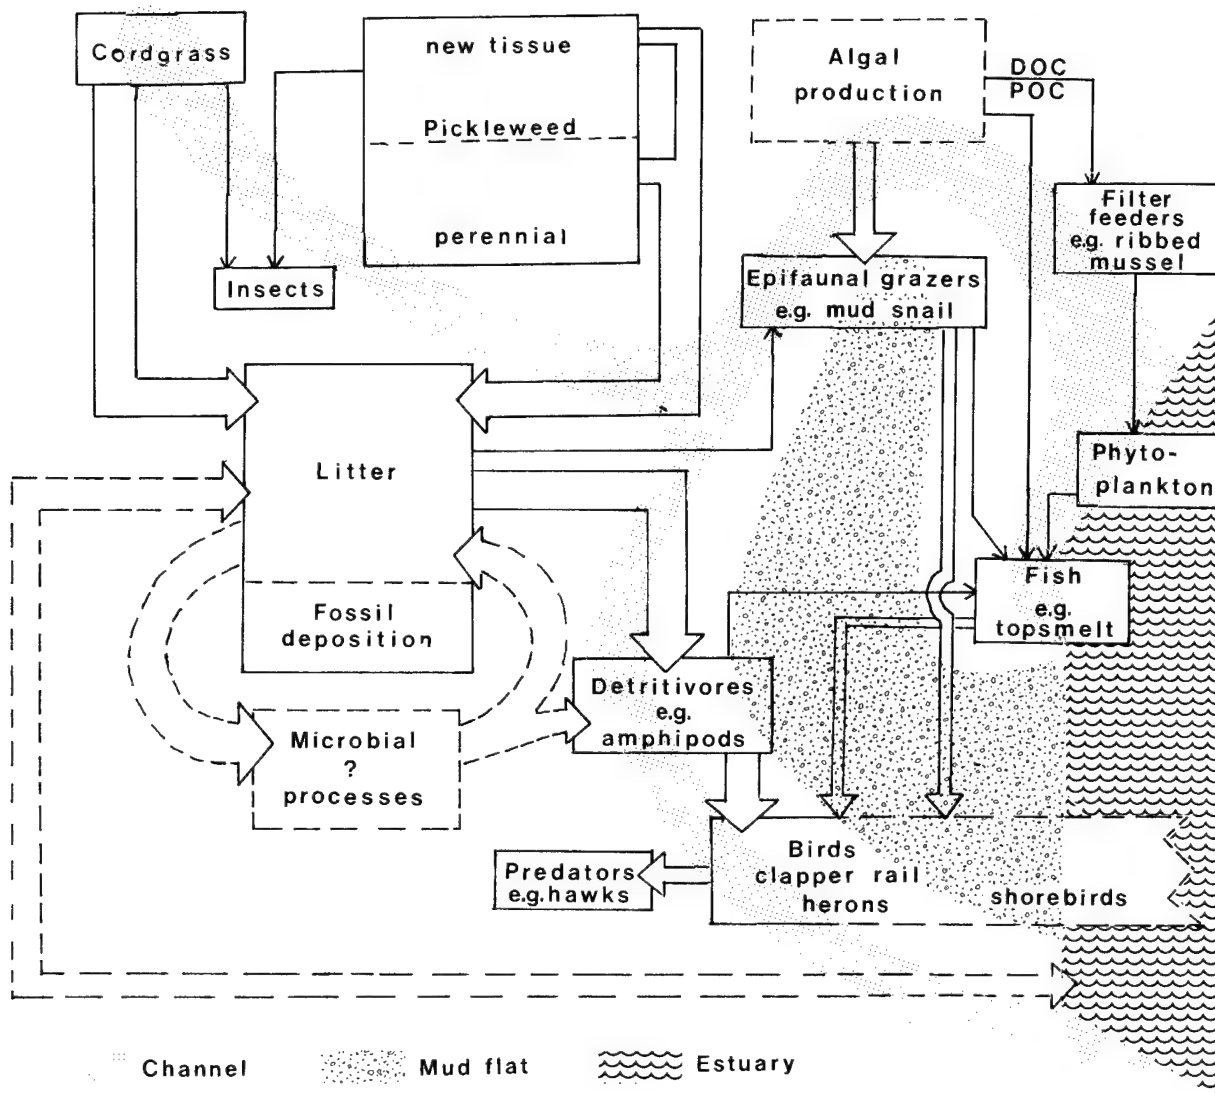 Cordgrass
new tissue
Pickleweed
perennial
Algal
production
DOC
POC
Filter
feeders
e.g. ribbed
mussel
Insects
Epifaunal grazers
e.g. mud snail
Litter
Phyto-
plankton
Fossil
deposition
Fish
e.g.
topsmelt
Detritivores
e.g.
amphipods
Microbial
?
processes
Birds
clapper rail
herons
shorebirds
Predators
e.g. hawks
Channel
Mud flat
Estuary